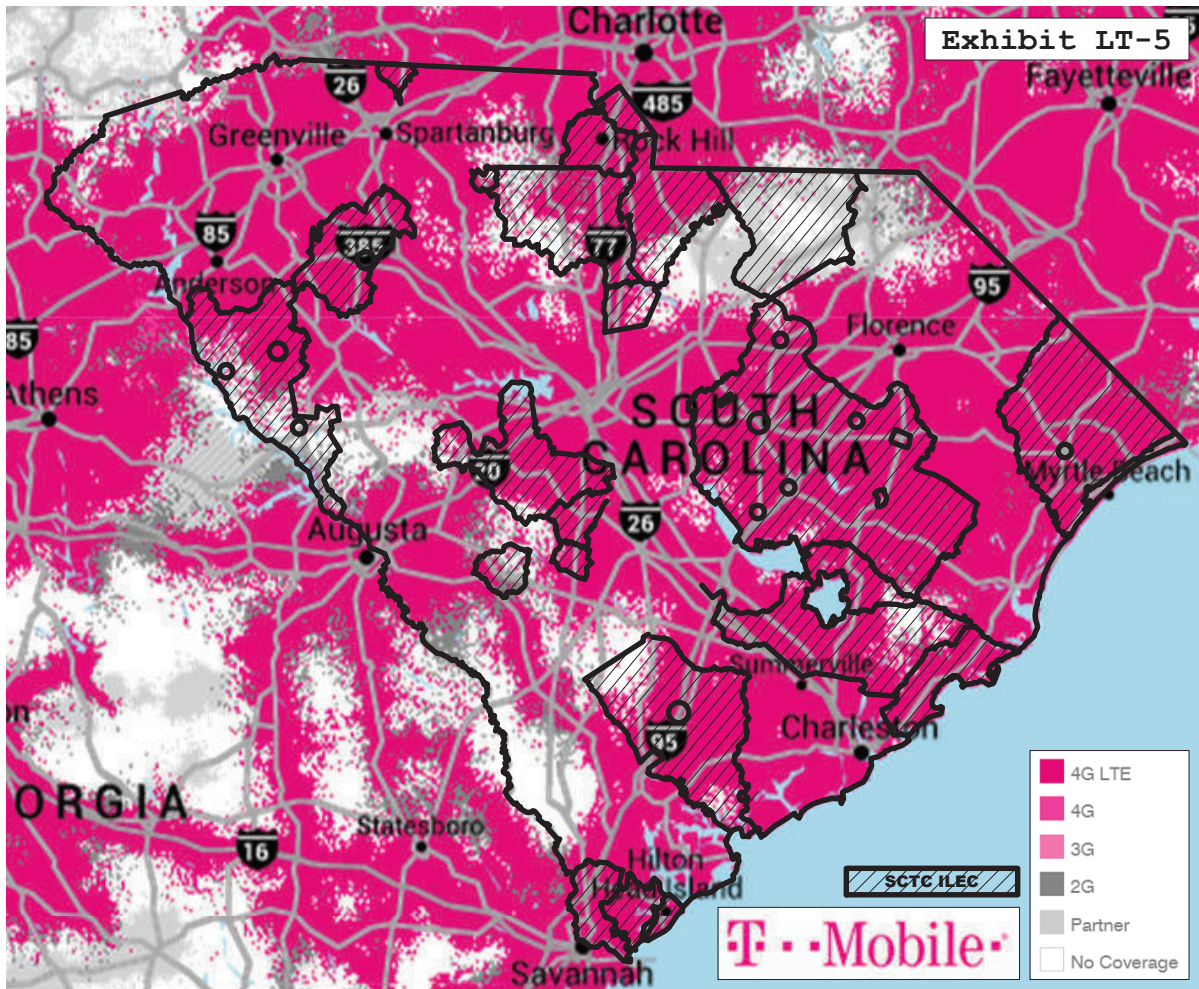 Charlotte
Exhibit LT-5
Fayetteville
26
485
Greenville
Spartanburg
Rock Hill
85
385
77
Anderson
95
85
Florence
Athens
SOUTH
CAROLINA
Myrtle Beach
20
26
Augusta
Summerville
95
Charleston
ORGIA
Statesboro
16
Hilton
Head Island
Savannah
SCTC ILEC
T··Mobile·
4G LTE
4G
3G
2G
Partner
No Coverage